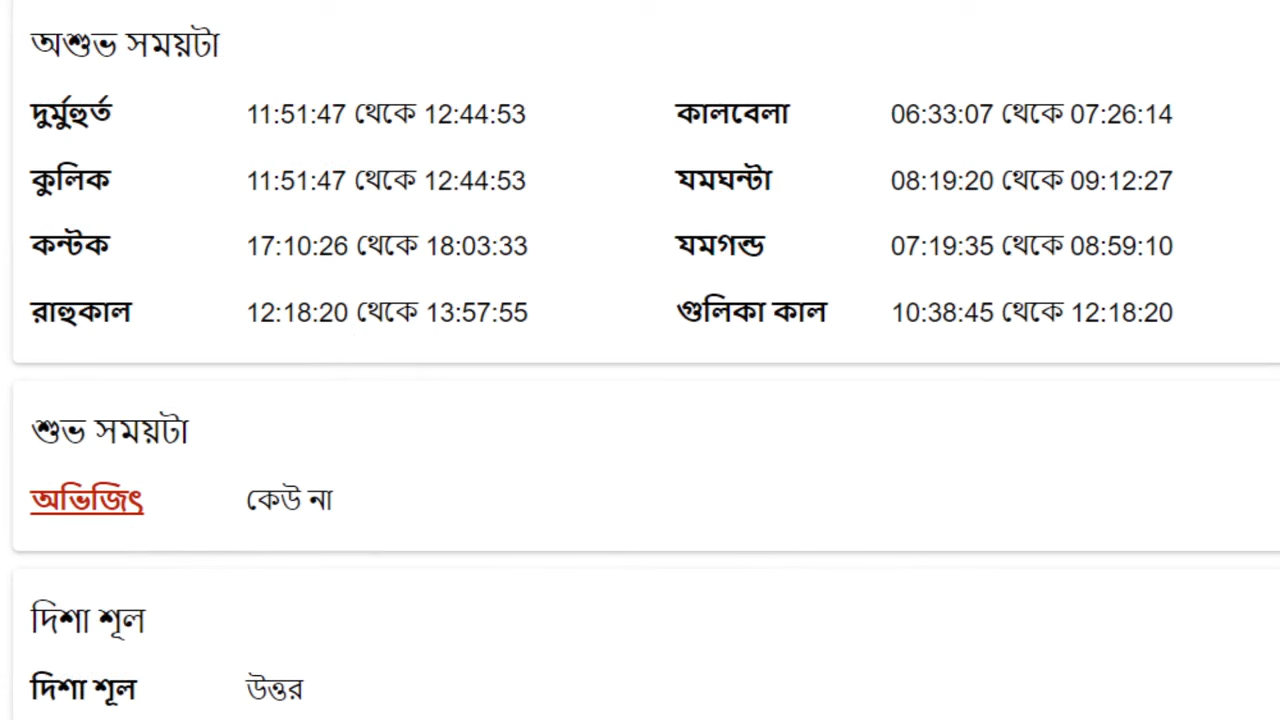 অশুভ সময়টা
দুর্মুহুর্ত 11:51:47 থেকে 12:44:53 কালবেলা 06:33:07 থেকে 07:26:14
কুলিক 11:51:47 থেকে 12:44:53 যমঘন্টা 08:19:20 থেকে 09:12:27
কন্টক 17:10:26 থেকে 18:03:33 যমগন্ড 07:19:35 থেকে 08:59:10
রাহুকাল 12:18:20 থেকে 13:57:55 গুলিকা কাল 10:38:45 থেকে 12:18:20
শুভ সময়টা
অভিজিৎ কেউ না
দিশা শূল
দিশা শূল উত্তর